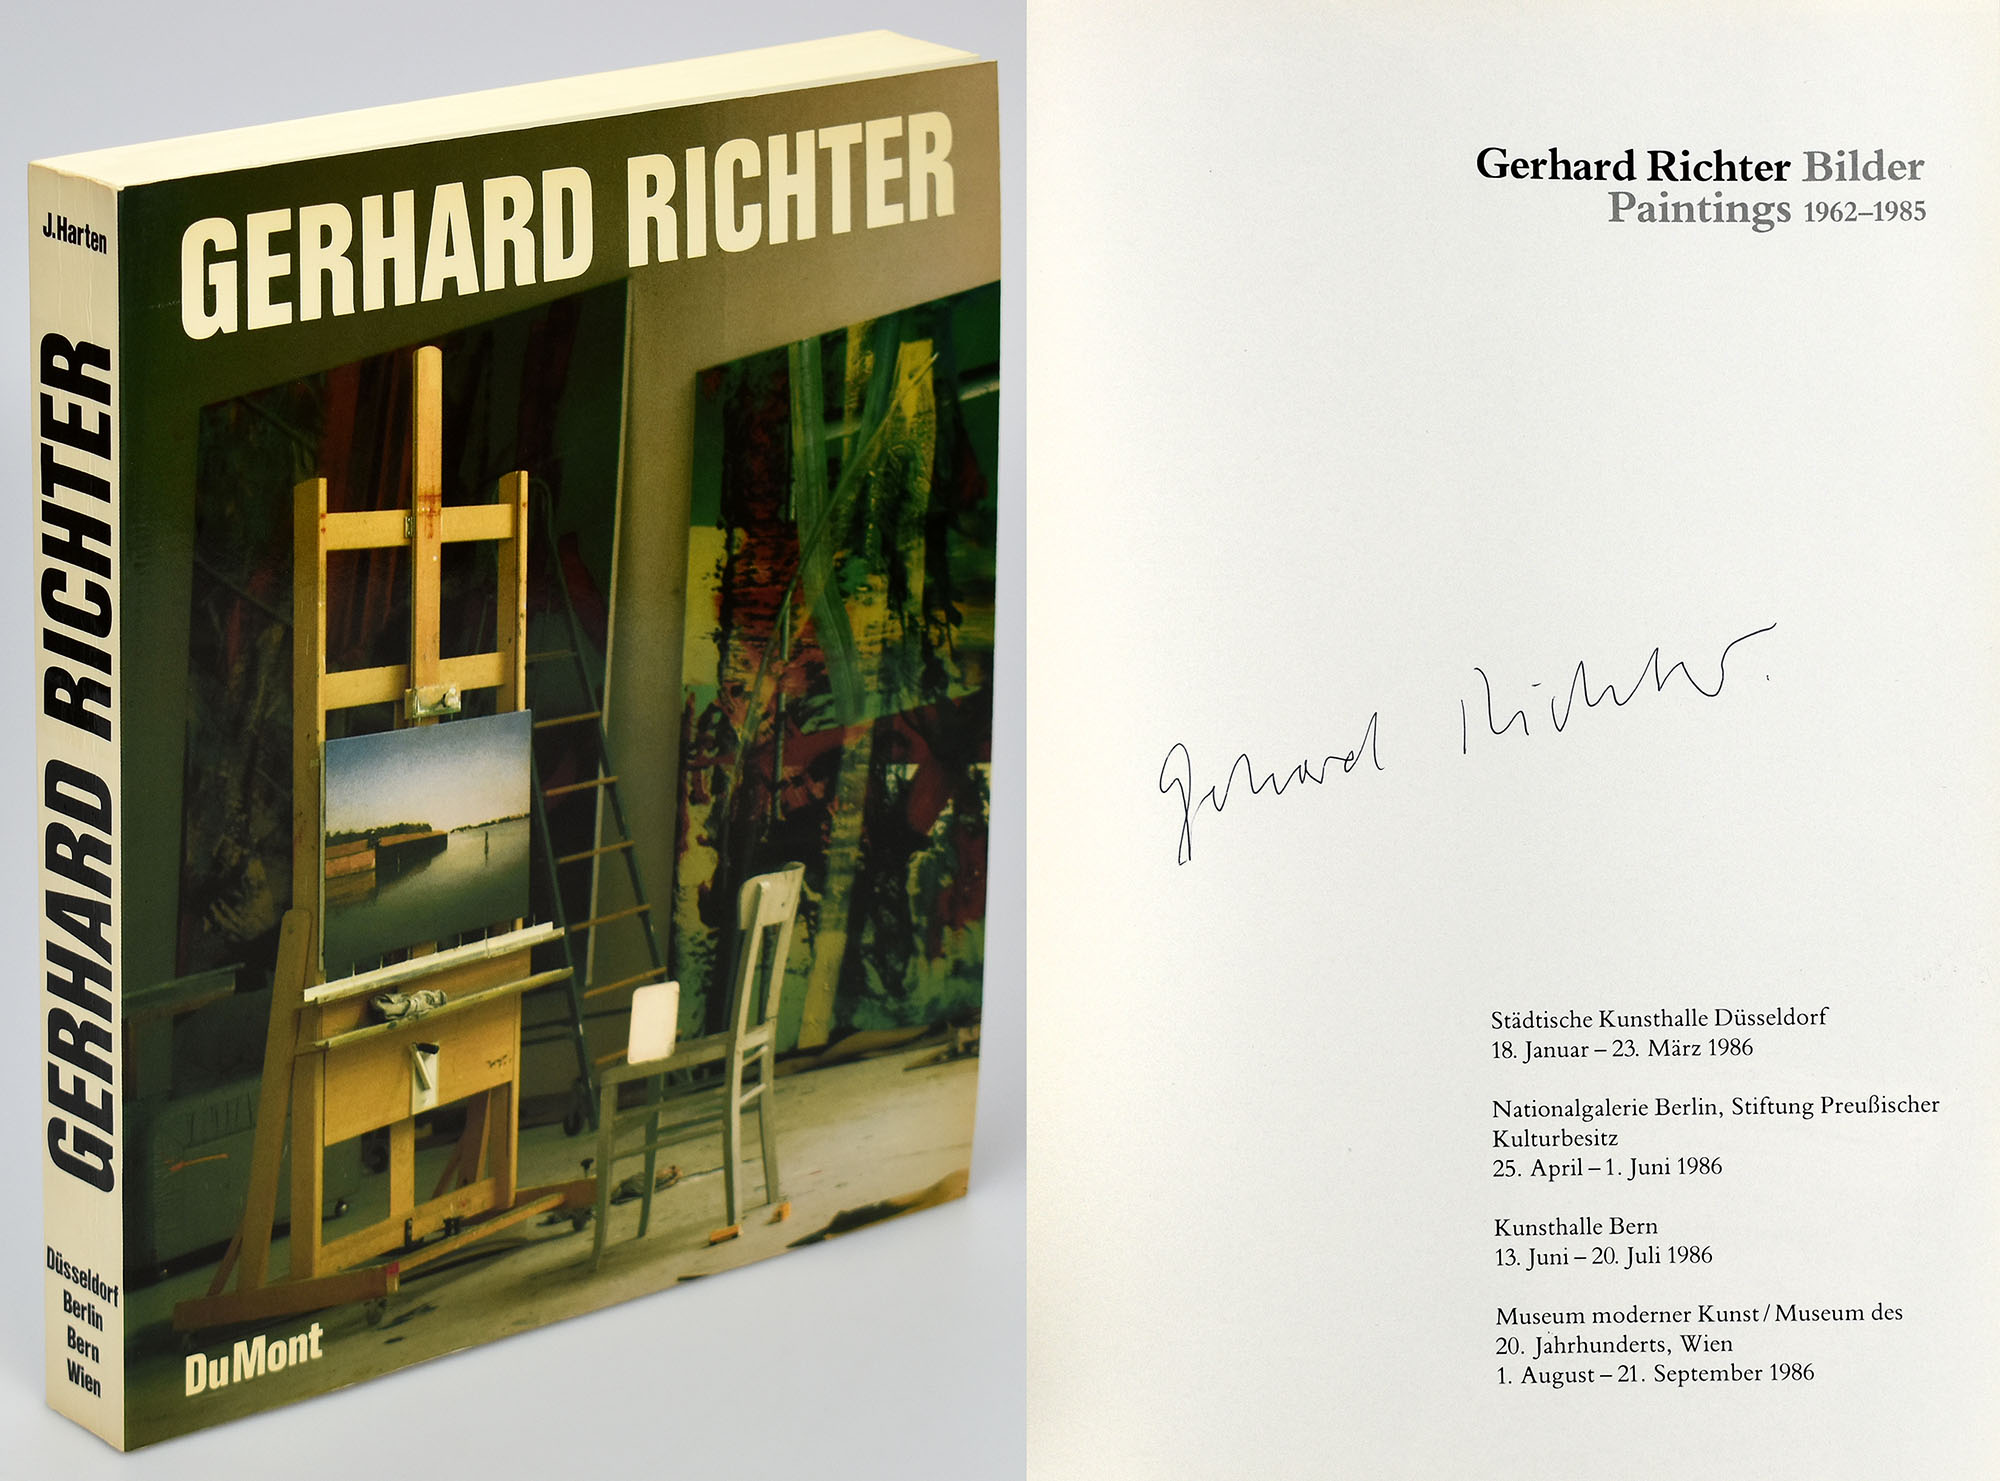 J.Harten
GERHARD RICHTER
Düsseldorf
Berlin
Bern
Wien
GERHARD RICHTER
DuMont
Gerhard Richter Bilder
Paintings 1962–1985
Gerhard Richter.
Städtische Kunsthalle Düsseldorf
18. Januar – 23. März 1986
Nationalgalerie Berlin, Stiftung Preußischer
Kulturbesitz
25. April – 1. Juni 1986
Kunsthalle Bern
13. Juni – 20. Juli 1986
Museum moderner Kunst / Museum des
20. Jahrhunderts, Wien
1. August – 21. September 1986